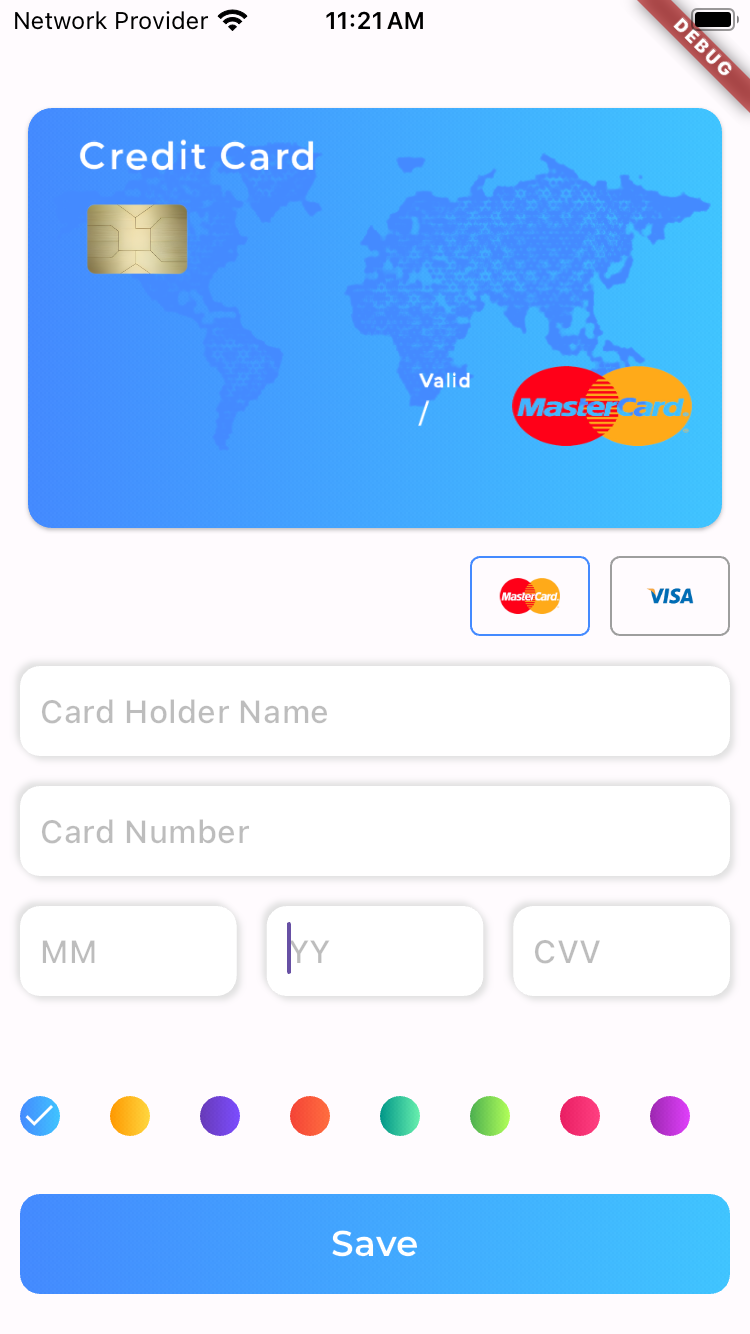 Network Provider 11:21 AM
DEBUG
Credit Card
Valid
/
MasterCard
MasterCard
VISA
Card Holder Name
Card Number
MM
YY
CVV
Save